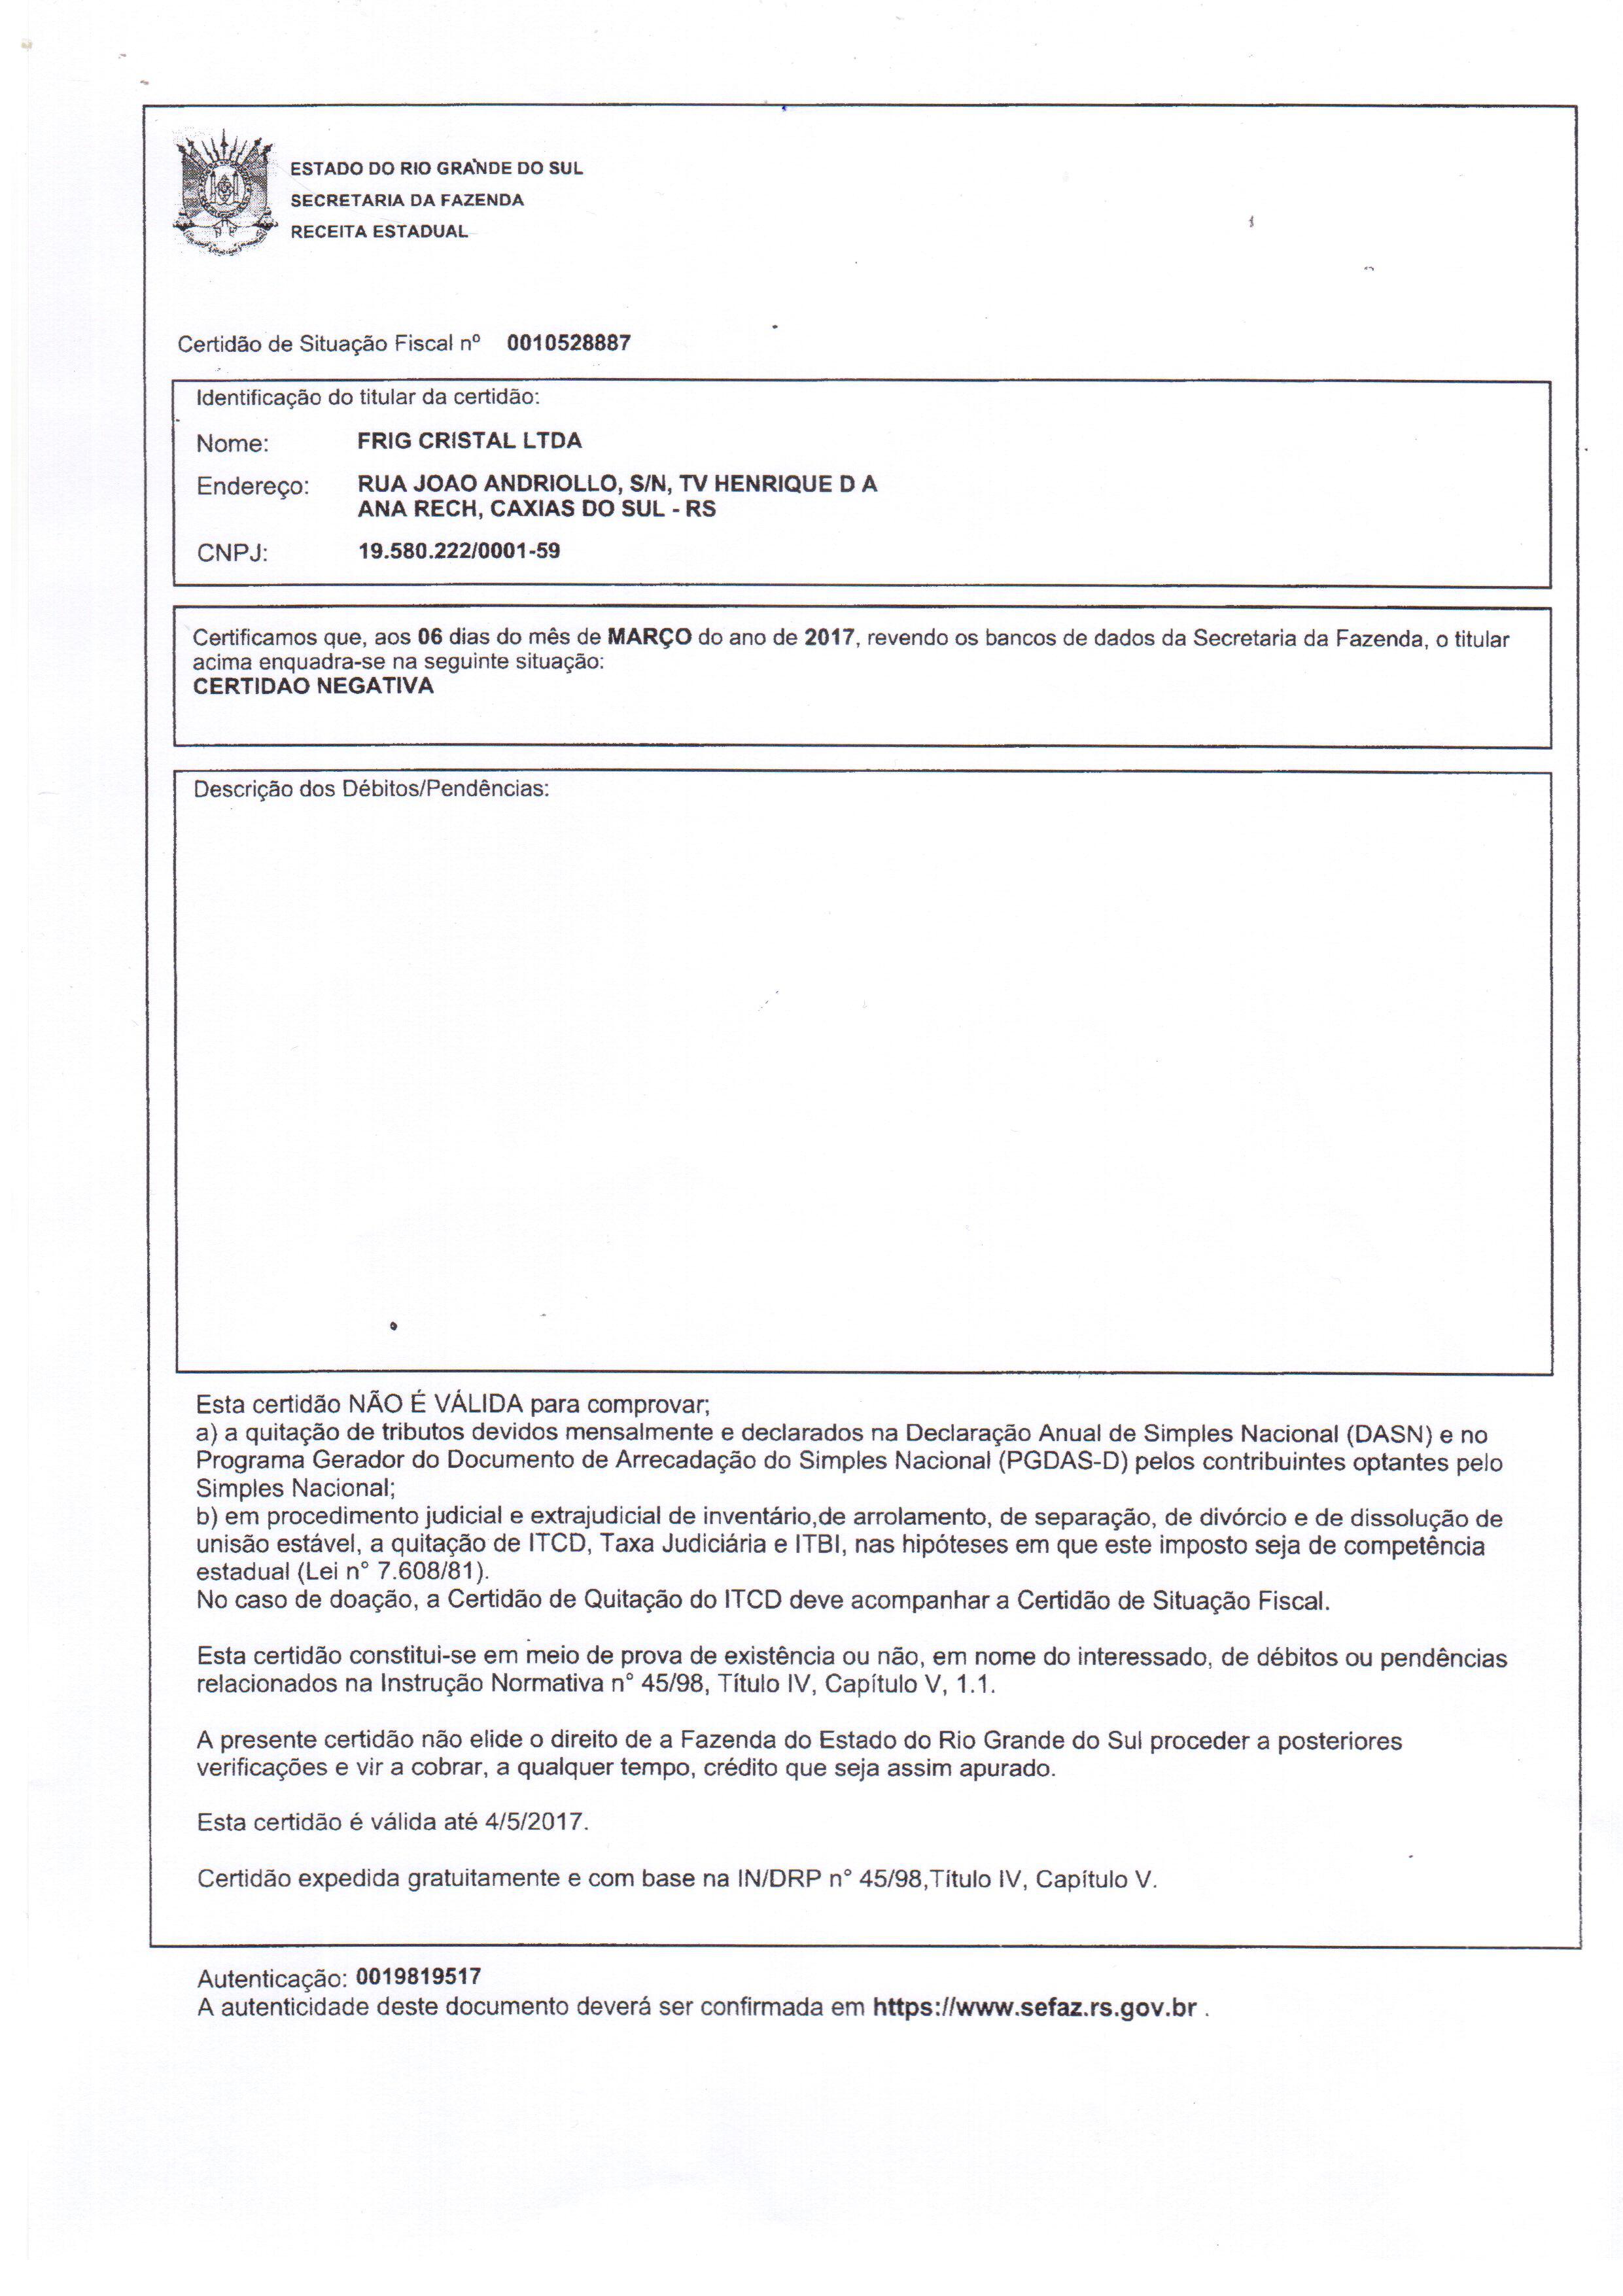 ESTADO DO RIO GRANDE DO SUL
SECRETARIA DA FAZENDA
RECEITA ESTADUAL
Certidão de Situação Fiscal nº 0010528887
Identificação do titular da certidão:
Nome: FRIG CRISTAL LTDA
Endereço: RUA JOAO ANDRIOLLO, S/N, TV HENRIQUE D A
ANA RECH, CAXIAS DO SUL - RS
CNPJ: 19.580.222/0001-59
Certificamos que, aos 06 dias do mês de MARÇO do ano de 2017, revendo os bancos de dados da Secretaria da Fazenda, o titular
acima enquadra-se na seguinte situação:
CERTIDAO NEGATIVA
Descrição dos Débitos/Pendências:
Esta certidão NÃO É VÁLIDA para comprovar;
a) a quitação de tributos devidos mensalmente e declarados na Declaração Anual de Simples Nacional (DASN) e no
Programa Gerador do Documento de Arrecadação do Simples Nacional (PGDAS-D) pelos contribuintes optantes pelo
Simples Nacional;
b) em procedimento judicial e extrajudicial de inventário,de arrolamento, de separação, de divórcio e de dissolução de
unisão estável, a quitação de ITCD, Taxa Judiciária e ITBI, nas hipóteses em que este imposto seja de competência
estadual (Lei n° 7.608/81).
No caso de doação, a Certidão de Quitação do ITCD deve acompanhar a Certidão de Situação Fiscal.
Esta certidão constitui-se em meio de prova de existência ou não, em nome do interessado, de débitos ou pendências
relacionados na Instrução Normativa n° 45/98, Título IV, Capítulo V, 1.1.
A presente certidão não elide o direito de a Fazenda do Estado do Rio Grande do Sul proceder a posteriores
verificações e vir a cobrar, a qualquer tempo, crédito que seja assim apurado.
Esta certidão é válida até 4/5/2017.
Certidão expedida gratuitamente e com base na IN/DRP n° 45/98,Título IV, Capítulo V.
Autenticação: 0019819517
A autenticidade deste documento deverá ser confirmada em https://www.sefaz.rs.gov.br .